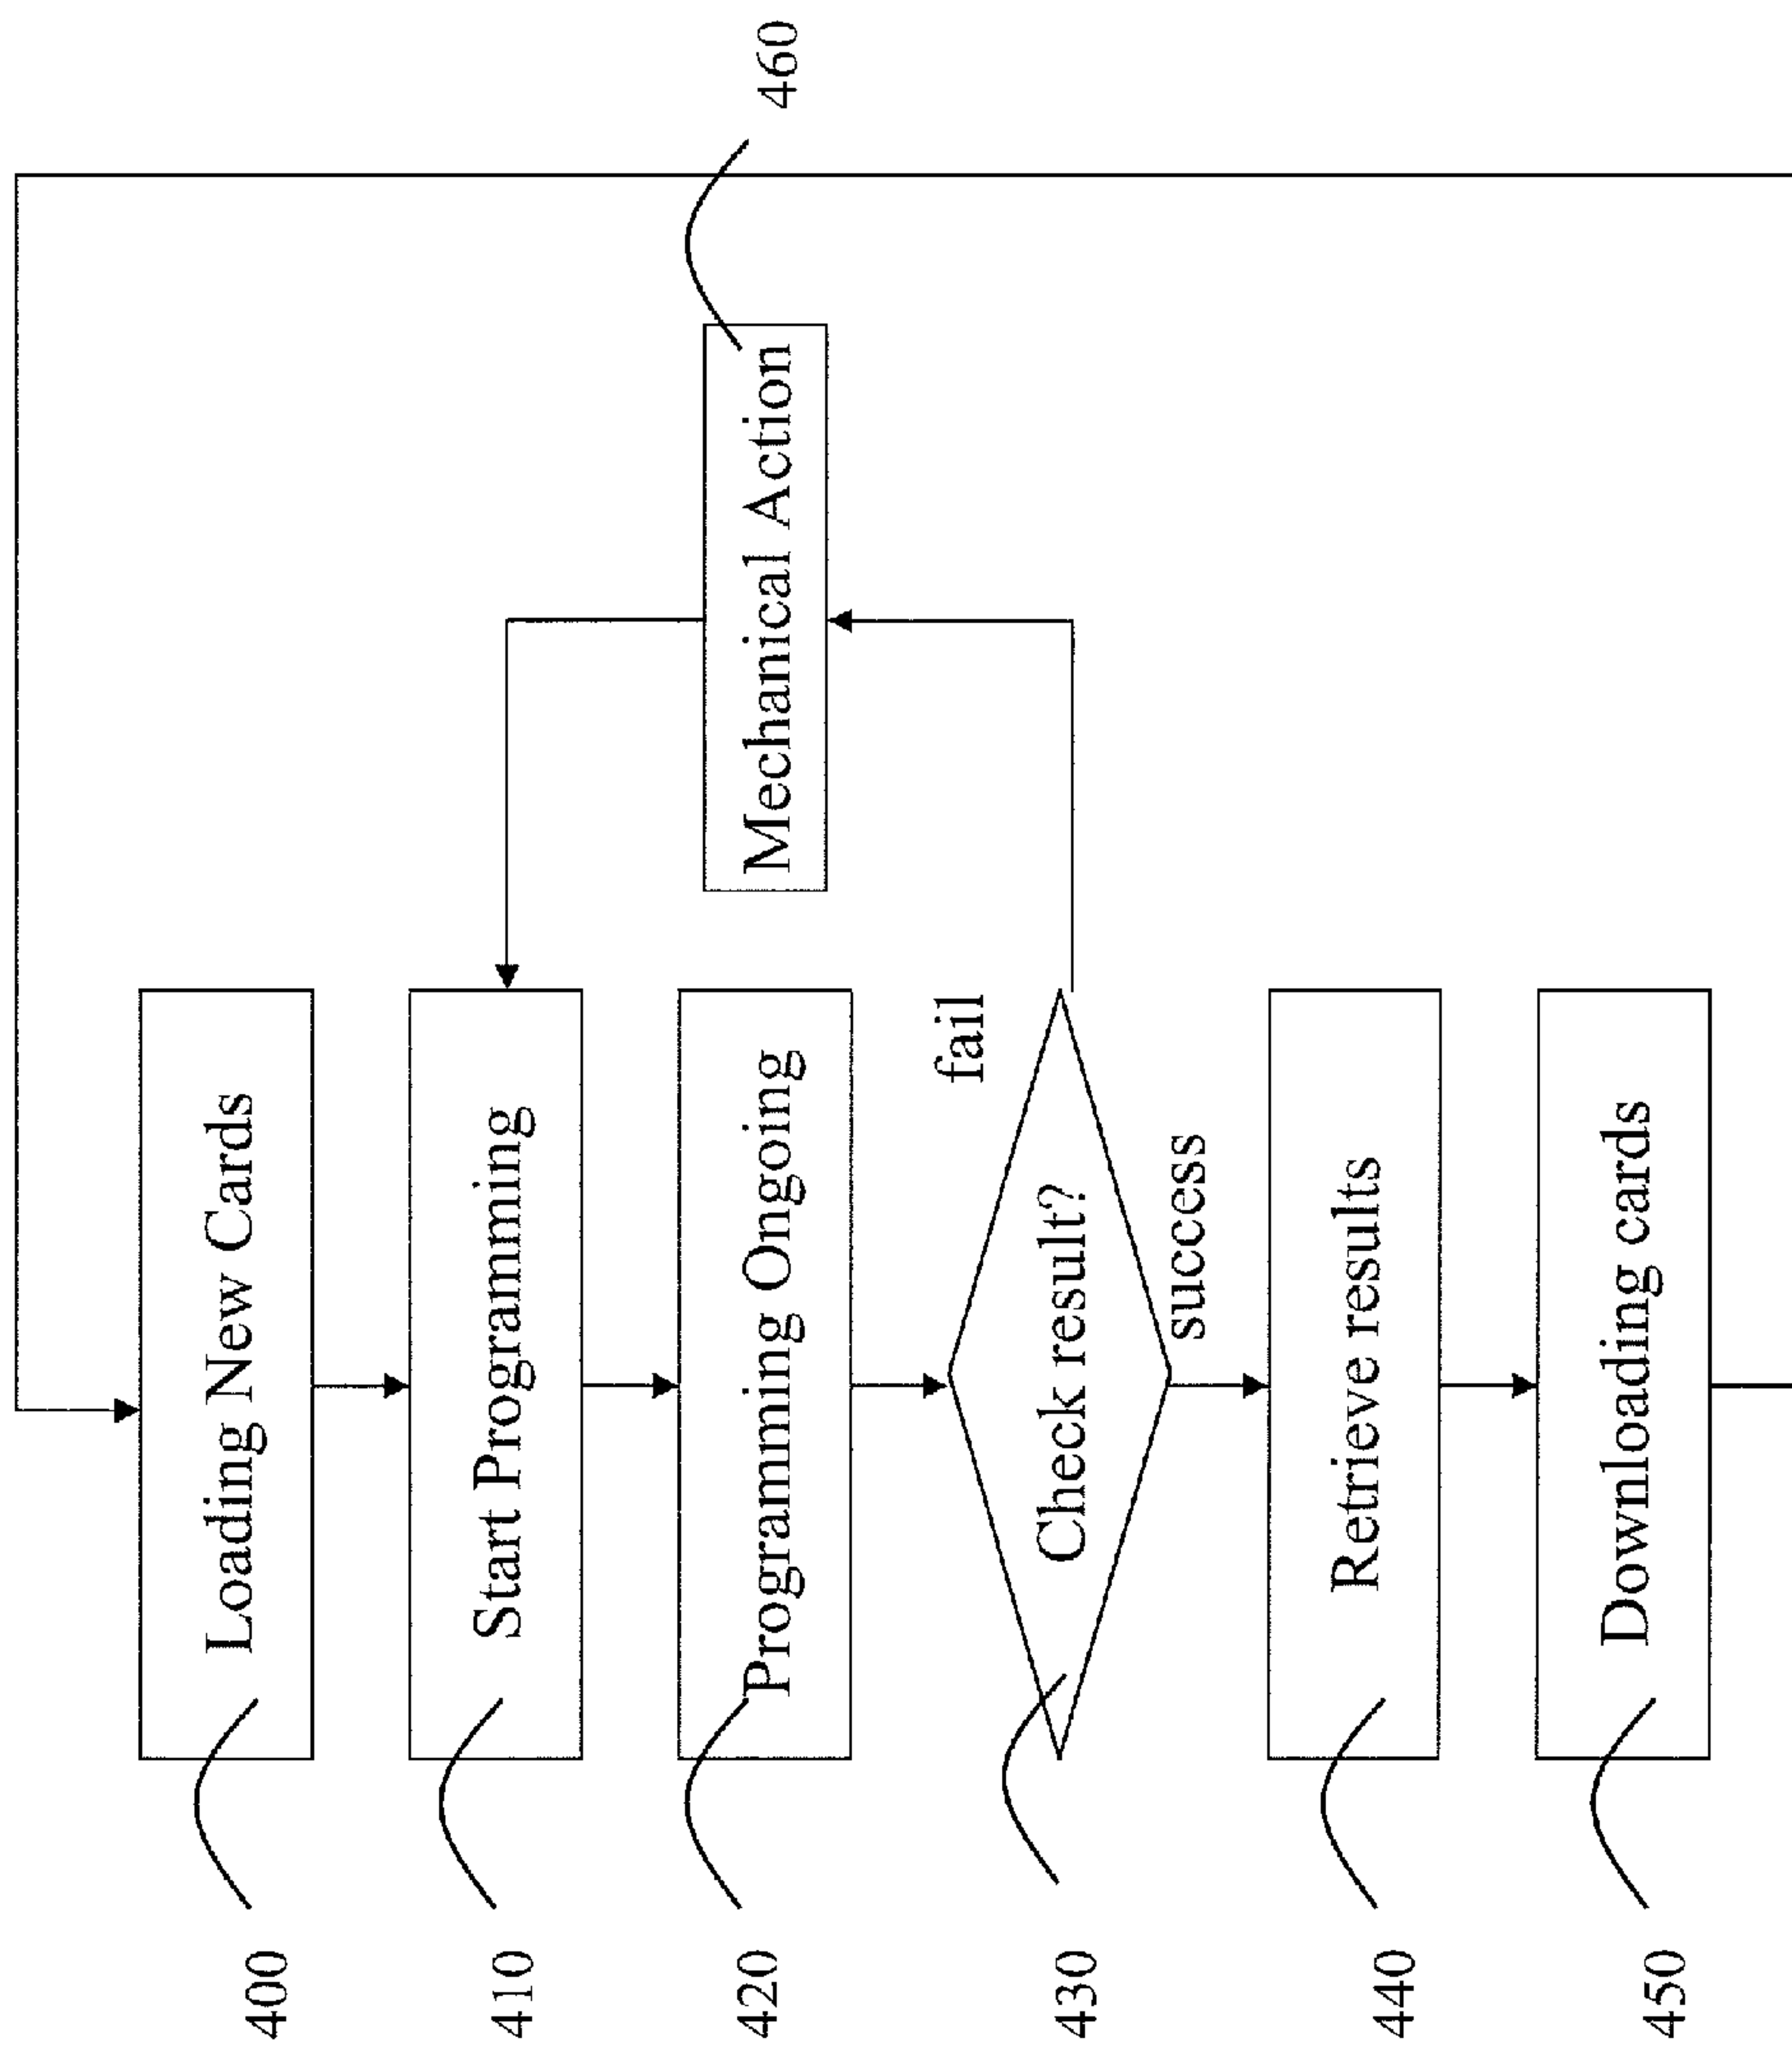 400
Loading New Cards
410
Start Programming
420
Programming Ongoing
460
Mechanical Action
430
Check result?
fail
success
440
Retrieve results
450
Downloading cards